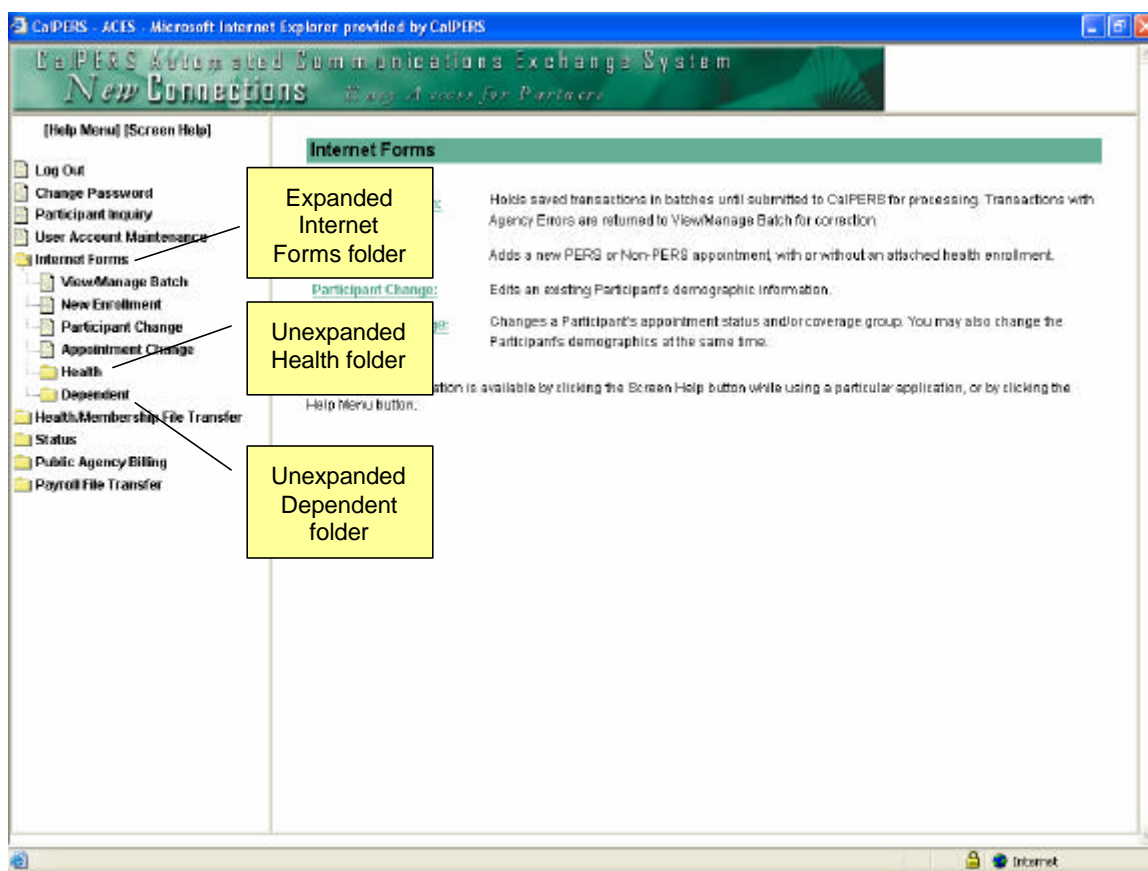 CalPERS - ACES - Microsoft Internet Explorer provided by CalPERS
CalPERS Automated Communications Exchange System
New Connections Easy Access for Partners
[Help Menu] [Screen Help]
Log Out
Change Password
Participant Inquiry
User Account Maintenance
Internet Forms
View/Manage Batch
New Enrollment
Participant Change
Appointment Change
Health
Dependent
Health/Membership File Transfer
Status
Public Agency Billing
Payroll File Transfer
Expanded
Internet
Forms folder
Unexpanded
Health folder
Unexpanded
Dependent
folder
Internet Forms
Holds saved transactions in batches until submitted to CalPERS for processing. Transactions with
Agency Errors are returned to View/Manage Batch for correction.
Adds a new PERS or Non-PERS appointment, with or without an attached health enrollment.
Participant Change: Edits an existing Participant's demographic information.
Changes a Participant's appointment status and/or coverage group. You may also change the
Participant's demographics at the same time.
is available by clicking the Screen Help button while using a particular application, or by clicking the
Help Menu button.
Internet